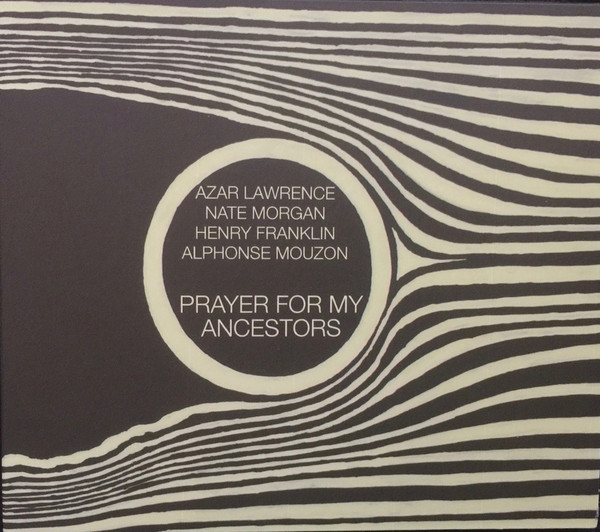 AZAR LAWRENCE
NATE MORGAN
HENRY FRANKLIN
ALPHONSE MOUZON
PRAYER FOR MY
ANCESTORS